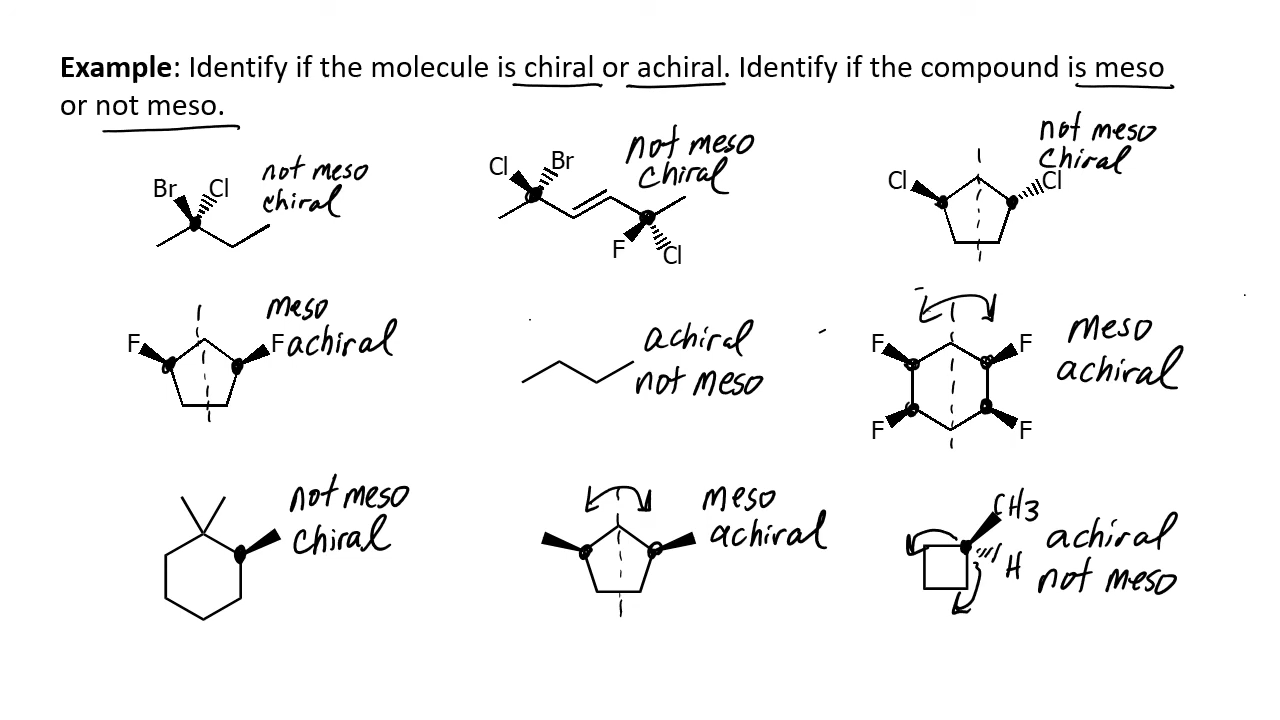 Example: Identify if the molecule is chiral or achiral. Identify if the compound is meso
or not meso.
Br Cl not meso
chiral
Cl Br not meso
chiral
F Cl
not meso
chiral
Cl Cl
meso
F F achiral
achiral
not meso
F F meso
achiral
F F
not meso
chiral
meso
achiral
CH3
H
achiral
not meso